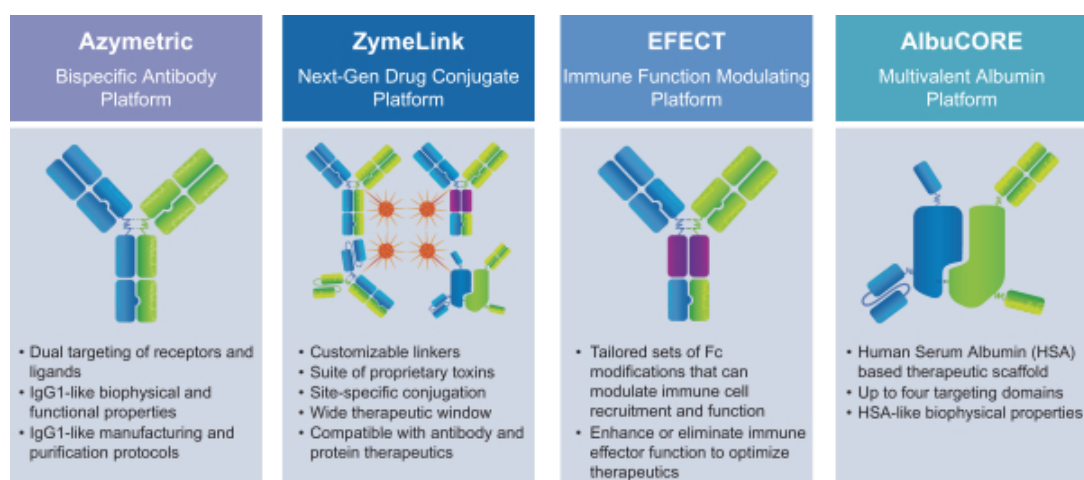 Azymetric
Bispecific Antibody
Platform
• Dual targeting of receptors and
ligands
• IgG1-like biophysical and
functional properties
• IgG1-like manufacturing and
purification protocols
ZymeLink
Next-Gen Drug Conjugate
Platform
• Customizable linkers
• Suite of proprietary toxins
• Site-specific conjugation
• Wide therapeutic window
• Compatible with antibody and
protein therapeutics
EFECT
Immune Function Modulating
Platform
• Tailored sets of Fc
modifications that can
modulate immune cell
recruitment and function
• Enhance or eliminate immune
effector function to optimize
therapeutics
AlbuCORE
Multivalent Albumin
Platform
• Human Serum Albumin (HSA)
based therapeutic scaffold
• Up to four targeting domains
• HSA-like biophysical properties